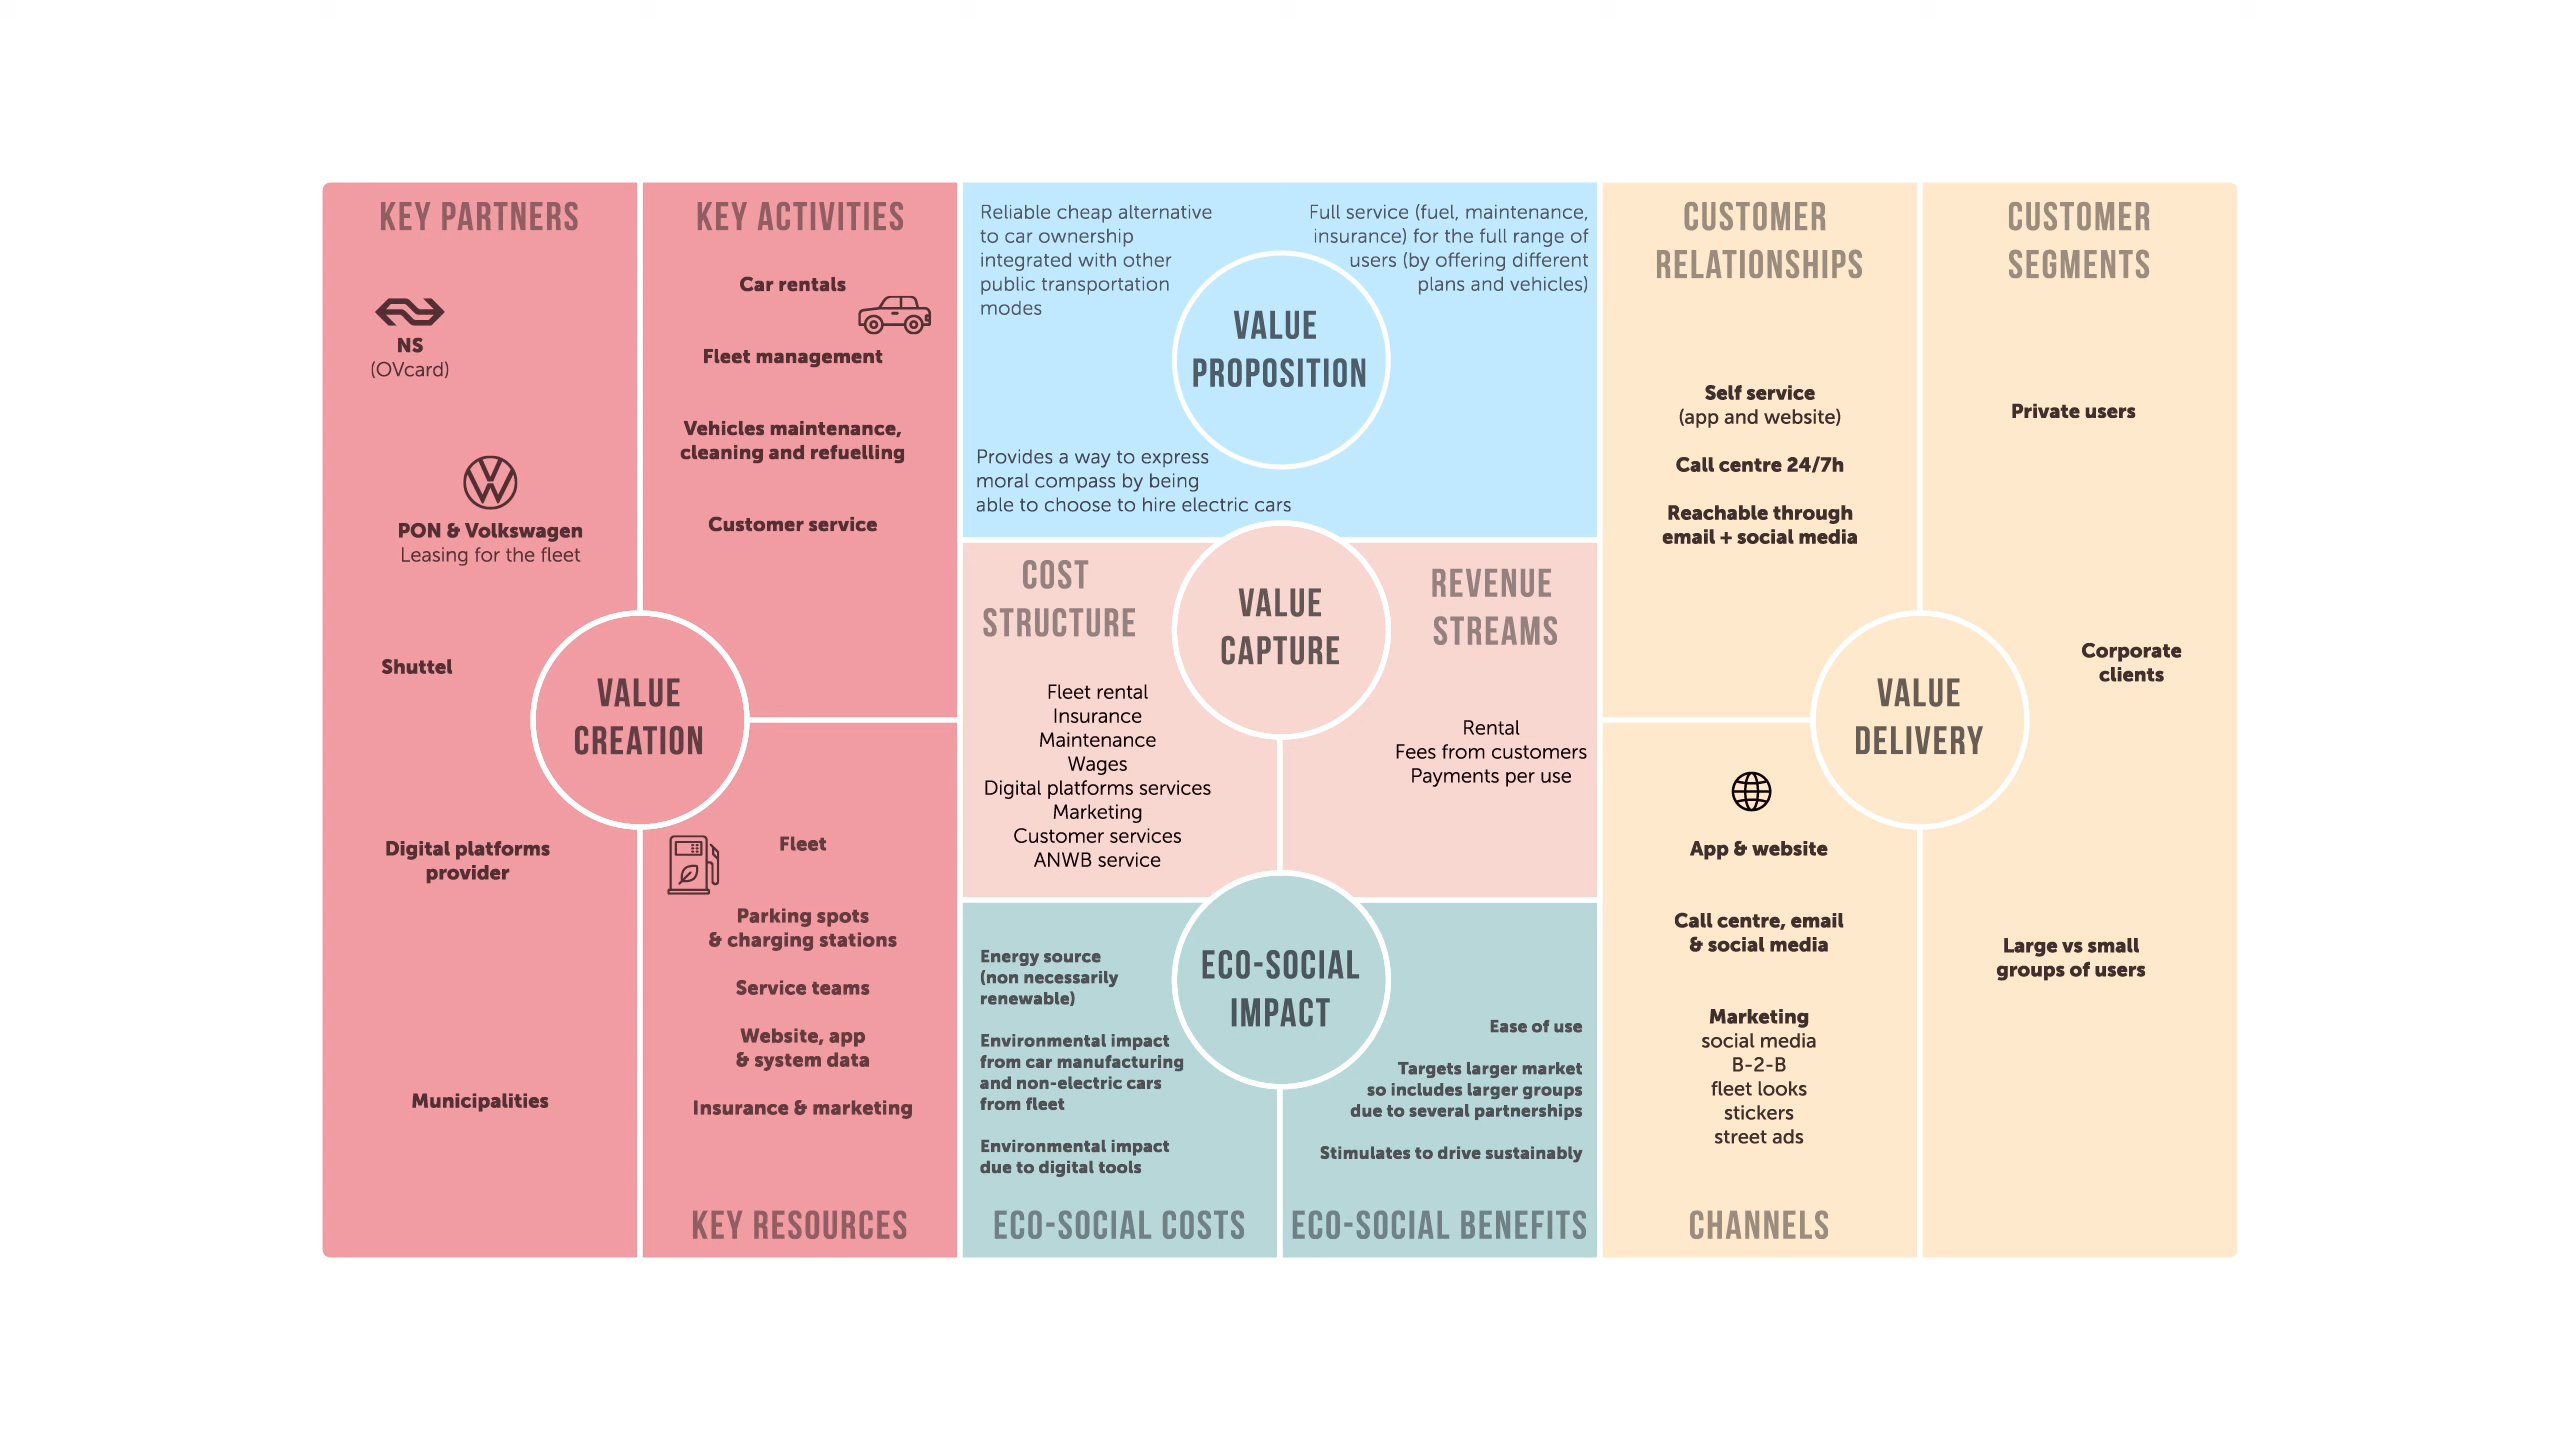 KEY PARTNERS
NS
(OVcard)
PON & Volkswagen
Leasing for the fleet
Shuttel
Digital platforms
provider
Municipalities
VALUE
CREATION
KEY ACTIVITIES
Car rentals
Fleet management
Vehicles maintenance,
cleaning and refuelling
Customer service
Fleet
Parking spots
& charging stations
Service teams
Website, app
& system data
Insurance & marketing
KEY RESOURCES
Reliable cheap alternative
to car ownership
integrated with other
public transportation
modes
Full service (fuel, maintenance,
insurance) for the full range of
users (by offering different
plans and vehicles)
VALUE
PROPOSITION
Provides a way to express
moral compass by being
able to choose to hire electric cars
COST
STRUCTURE
Fleet rental
Insurance
Maintenance
Wages
Digital platforms services
Marketing
Customer services
ANWB service
VALUE
CAPTURE
REVENUE
STREAMS
Rental
Fees from customers
Payments per use
ECO-SOCIAL
IMPACT
Energy source
(non necessarily
renewable)
Environmental impact
from car manufacturing
and non-electric cars
from fleet
Environmental impact
due to digital tools
ECO-SOCIAL COSTS
Ease of use
Targets larger market
so includes larger groups
due to several partnerships
Stimulates to drive sustainably
ECO-SOCIAL BENEFITS
CUSTOMER
RELATIONSHIPS
Self service
(app and website)
Call centre 24/7h
Reachable through
email + social media
App & website
Call centre, email
& social media
Marketing
social media
B-2-B
fleet looks
stickers
street ads
CHANNELS
VALUE
DELIVERY
CUSTOMER
SEGMENTS
Private users
Corporate
clients
Large vs small
groups of users